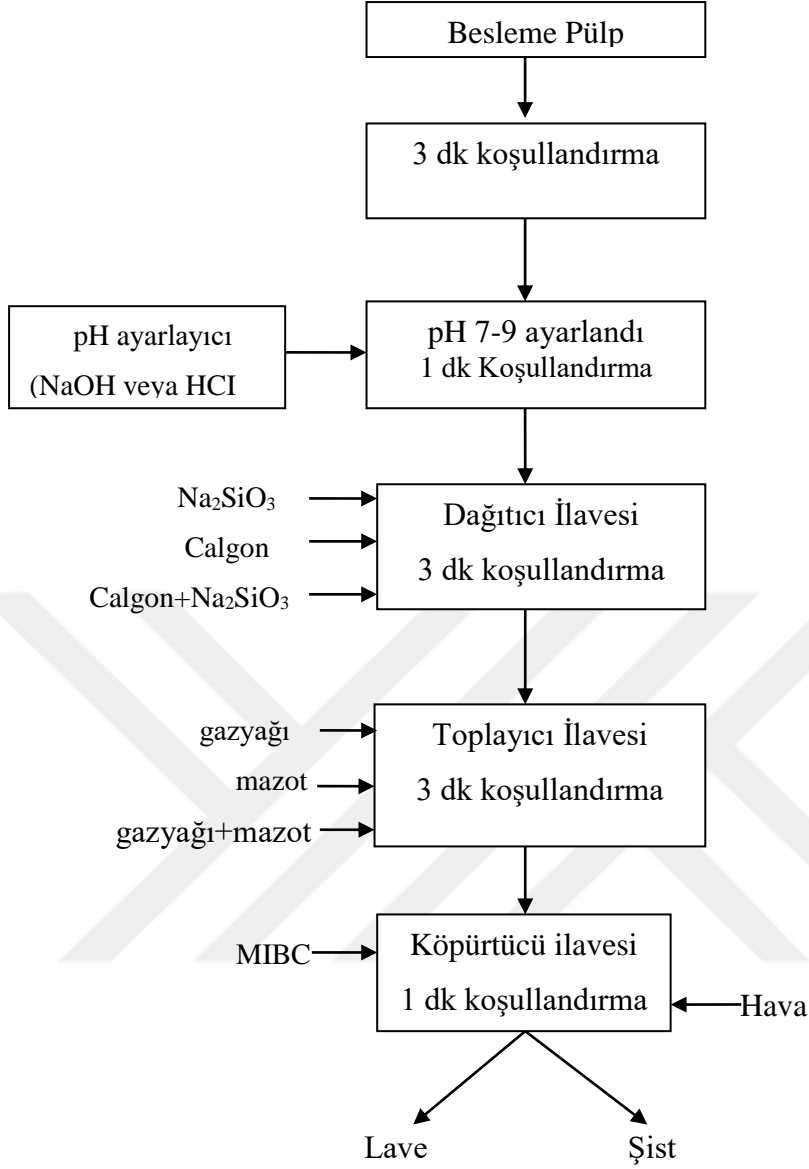 Besleme Pülp
3 dk koşullandırma
pH ayarlayıcı
(NaOH veya HCI
pH 7-9 ayarlandı
1 dk Koşullandırma
Na₂SiO₃
Calgon
Calgon+Na₂SiO₃
Dağıtıcı İlavesi
3 dk koşullandırma
gazyağı
mazot
gazyağı+mazot
Toplayıcı İlavesi
3 dk koşullandırma
MIBC
Köpürtücü ilavesi
1 dk koşullandırma
Hava
Lave
Şist